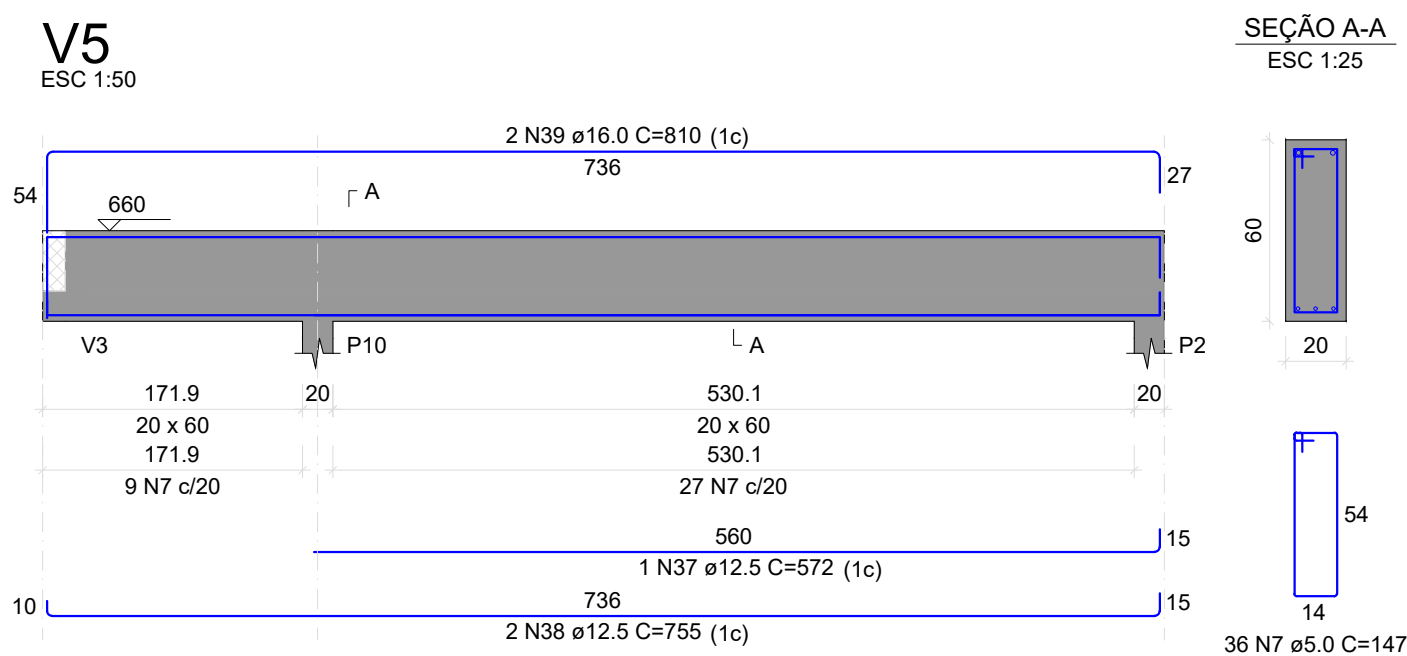 V5
ESC 1:50
SEÇÃO A-A
ESC 1:25
2 N39 ø16.0 C=810 (1c)
736
54
27
A
660
60
V3
P10
A
P2
20
171.9
20
530.1
20
20 x 60
20 x 60
171.9
530.1
9 N7 c/20
27 N7 c/20
54
560
15
1 N37 ø12.5 C=572 (1c)
10
736
15
14
2 N38 ø12.5 C=755 (1c)
36 N7 ø5.0 C=147